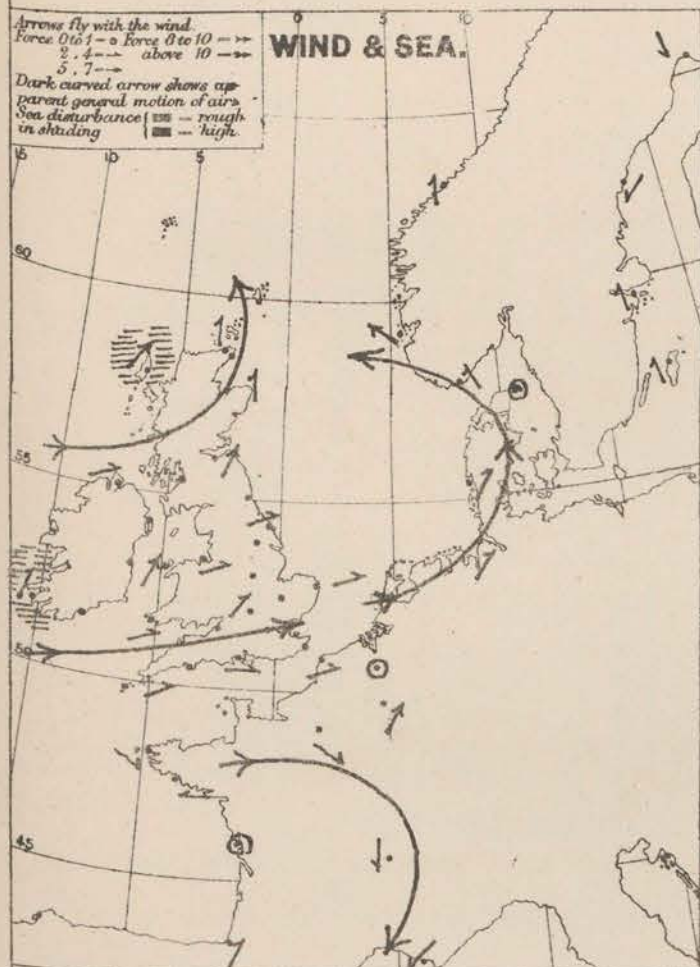 0
10
WIND & SEA.
Arrows fly with the wind.
Force 0 to 1 Force 8 to 10
2 , 4 above 10
5 , 7
Dark curved arrow shows ap-
parent general motion of airs
Sea disturbance - rough
in shading - high.
15
10
5
60
55
50
45